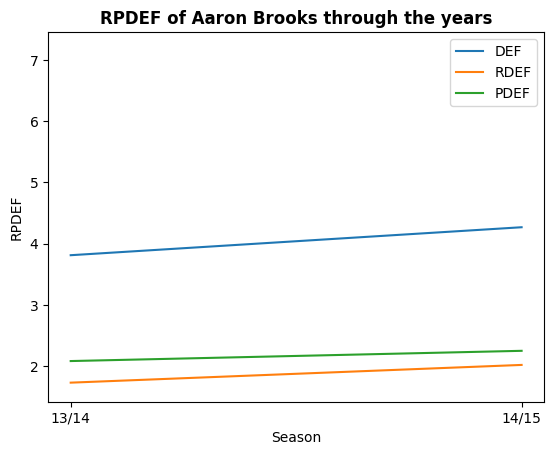 RPDEF of Aaron Brooks through the years
DEF
RDEF
PDEF
7
6
5
4
3
2
RPDEF
13/14
14/15
Season